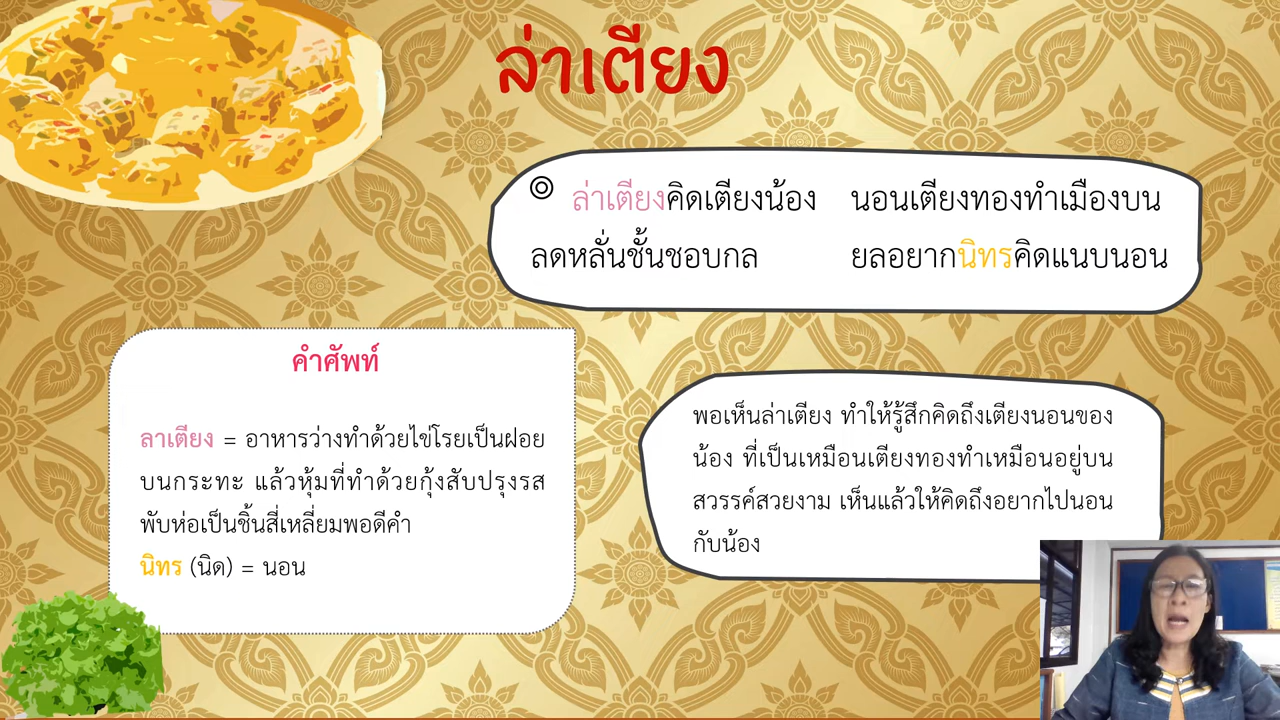 ล่าเตียง
๏ ล่าเตียงคิดเตียงน้อง นอนเตียงทองทำเมืองบน
ลดหลั่นชั้นชอบกล ยลอยากนิทรคิดแนบนอน
คำศัพท์
ลาเตียง = อาหารว่างทำด้วยไข่โรยเป็นฝอย
บนกระทะ แล้วหุ้มที่ทำด้วยกุ้งสับปรุงรส
พับห่อเป็นชิ้นสี่เหลี่ยมพอดีคำ
นิทร (นิด) = นอน
พอเห็นล่าเตียง ทำให้รู้สึกคิดถึงเตียงนอนของ
น้อง ที่เป็นเหมือนเตียงทองทำเหมือนอยู่บน
สวรรค์สวยงาม เห็นแล้วให้คิดถึงอยากไปนอน
กับน้อง